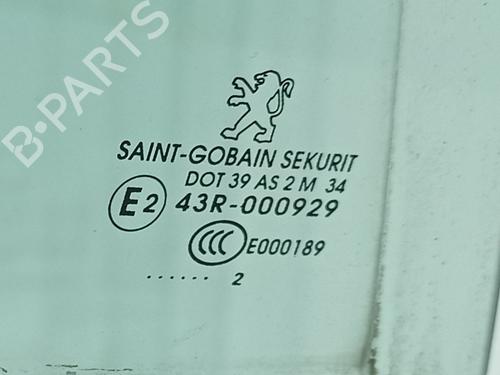 B-PARTS
SAINT-GOBAIN SEKURIT
DOT 39 AS 2 M 34
E2 43R-000929
CCC E000189
...... 2